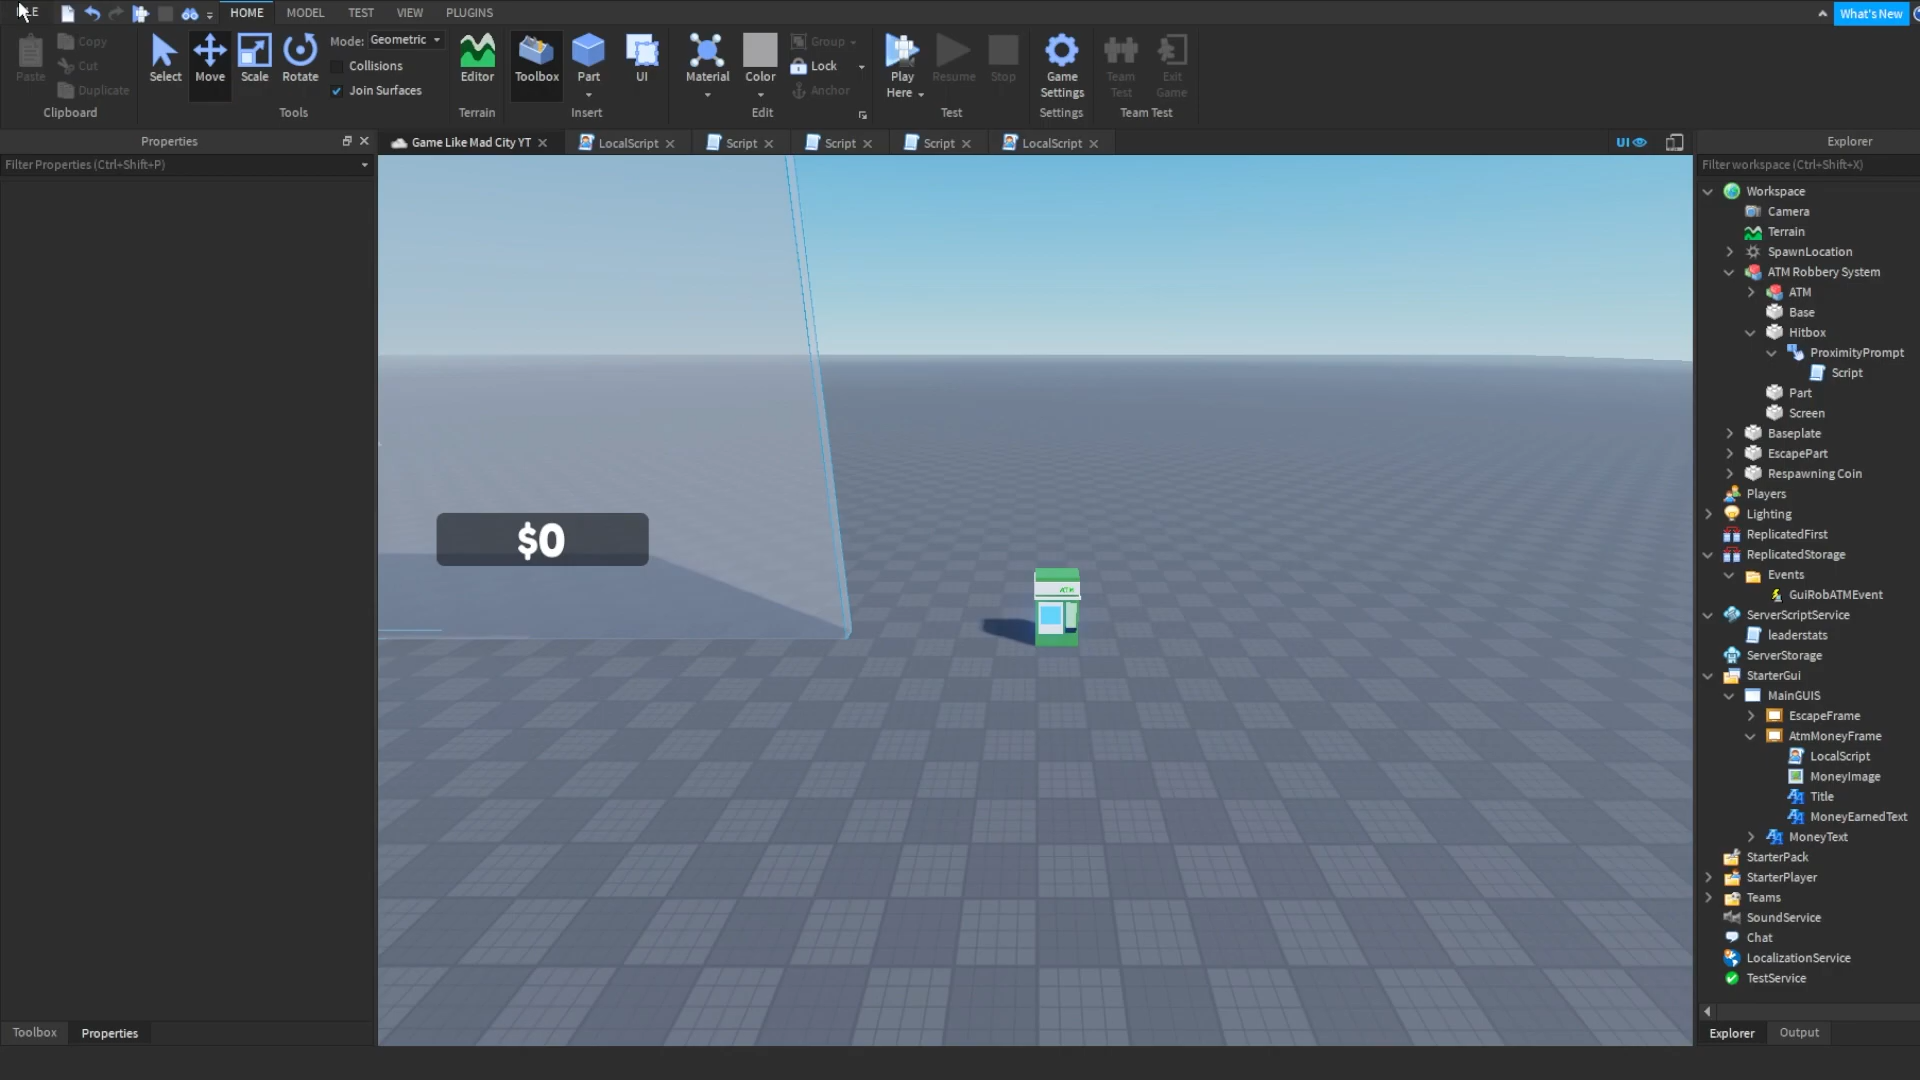 LE
HOME
MODEL
TEST
VIEW
PLUGINS
What's New
Paste
Copy
Cut
Duplicate
Clipboard
Select
Move
Scale
Rotate
Mode: Geometric
Collisions
Join Surfaces
Tools
Editor
Terrain
Toolbox
Part
UI
Insert
Material
Color
Group
Lock
Anchor
Edit
Play
Here
Resume
Stop
Test
Game
Settings
Settings
Team
Test
Exit
Game
Team Test
Properties
Filter Properties (Ctrl+Shift+P)
Toolbox
Properties
Game Like Mad City YT
LocalScript
Script
Script
Script
LocalScript
UI
$0
ATM
Explorer
Filter workspace (Ctrl+Shift+X)
Workspace
Camera
Terrain
SpawnLocation
ATM Robbery System
ATM
Base
Hitbox
ProximityPrompt
Script
Part
Screen
Baseplate
EscapePart
Respawning Coin
Players
Lighting
ReplicatedFirst
ReplicatedStorage
Events
GuiRobATMEvent
ServerScriptService
leaderstats
ServerStorage
StarterGui
MainGUIS
EscapeFrame
AtmMoneyFrame
LocalScript
MoneyImage
Title
MoneyEarnedText
MoneyText
StarterPack
StarterPlayer
Teams
SoundService
Chat
LocalizationService
TestService
Explorer
Output